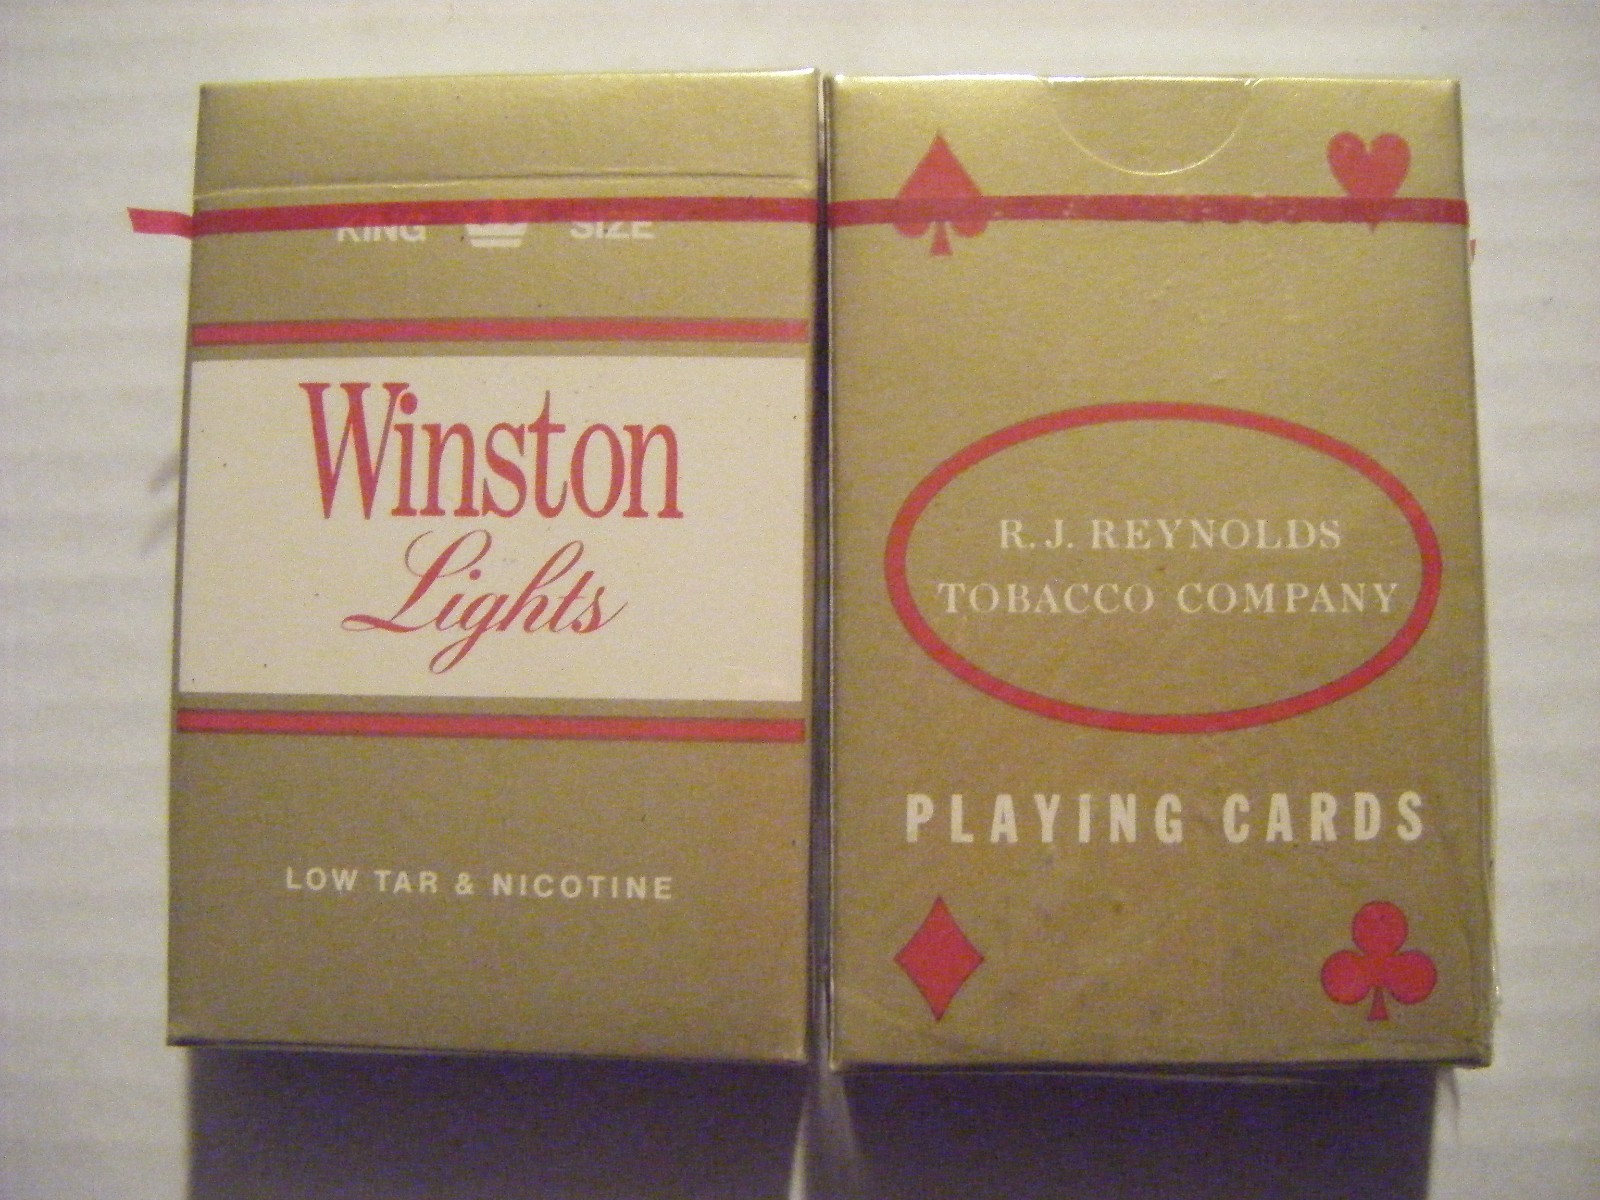 KING SIZE
Winston
Lights
LOW TAR & NICOTINE
R. J. REYNOLDS
TOBACCO COMPANY
PLAYING CARDS